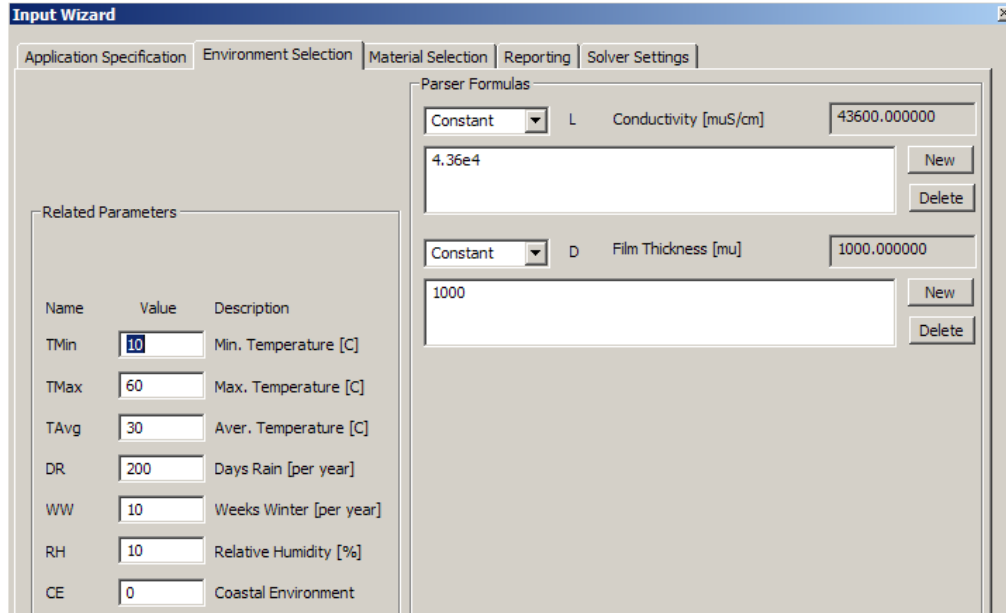 Input Wizard
Application Specification Environment Selection Material Selection Reporting Solver Settings
Parser Formulas
Constant L Conductivity [muS/cm] 43600.000000
4.36e4 New
Delete
Constant D Film Thickness [mu] 1000.000000
1000 New
Delete
Related Parameters
Name Value Description
TMin 10 Min. Temperature [C]
TMax 60 Max. Temperature [C]
TAvg 30 Aver. Temperature [C]
DR 200 Days Rain [per year]
WW 10 Weeks Winter [per year]
RH 10 Relative Humidity [%]
CE 0 Coastal Environment